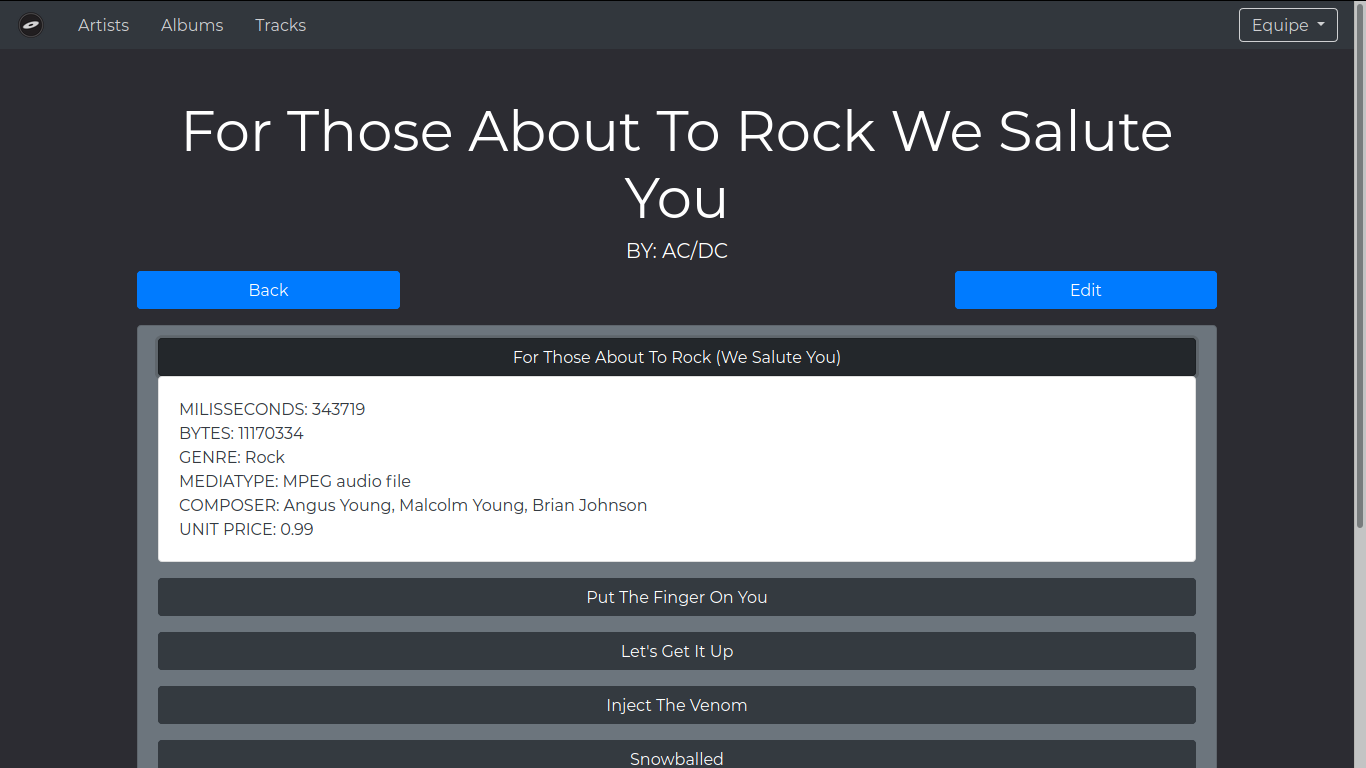 Artists Albums Tracks Equipe
For Those About To Rock We Salute
You
BY: AC/DC
Back Edit
For Those About To Rock (We Salute You)
MILISSECONDS: 343719
BYTES: 11170334
GENRE: Rock
MEDIATYPE: MPEG audio file
COMPOSER: Angus Young, Malcolm Young, Brian Johnson
UNIT PRICE: 0.99
Put The Finger On You
Let's Get It Up
Inject The Venom
Snowballed